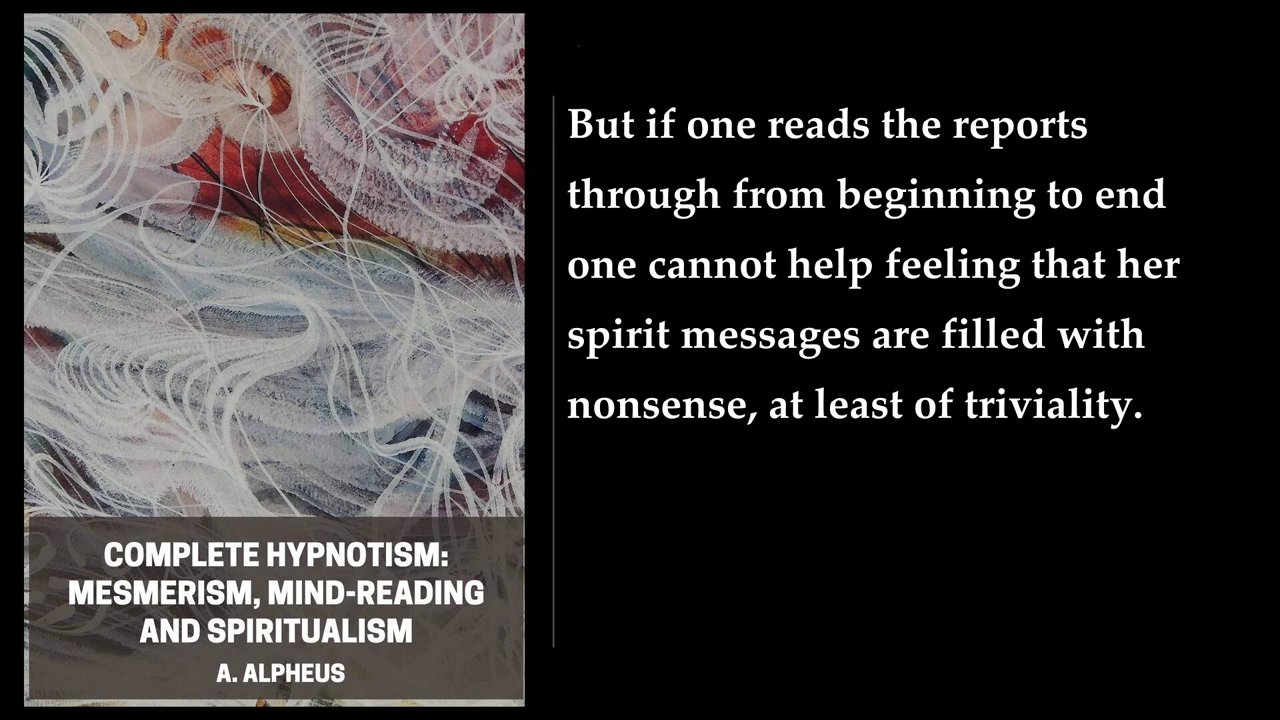 But if one reads the reports
through from beginning to end
one cannot help feeling that her
spirit messages are filled with
nonsense, at least of triviality.
COMPLETE HYPNOTISM:
MESMERISM, MIND-READING
AND SPIRITUALISM
A. ALPHEUS